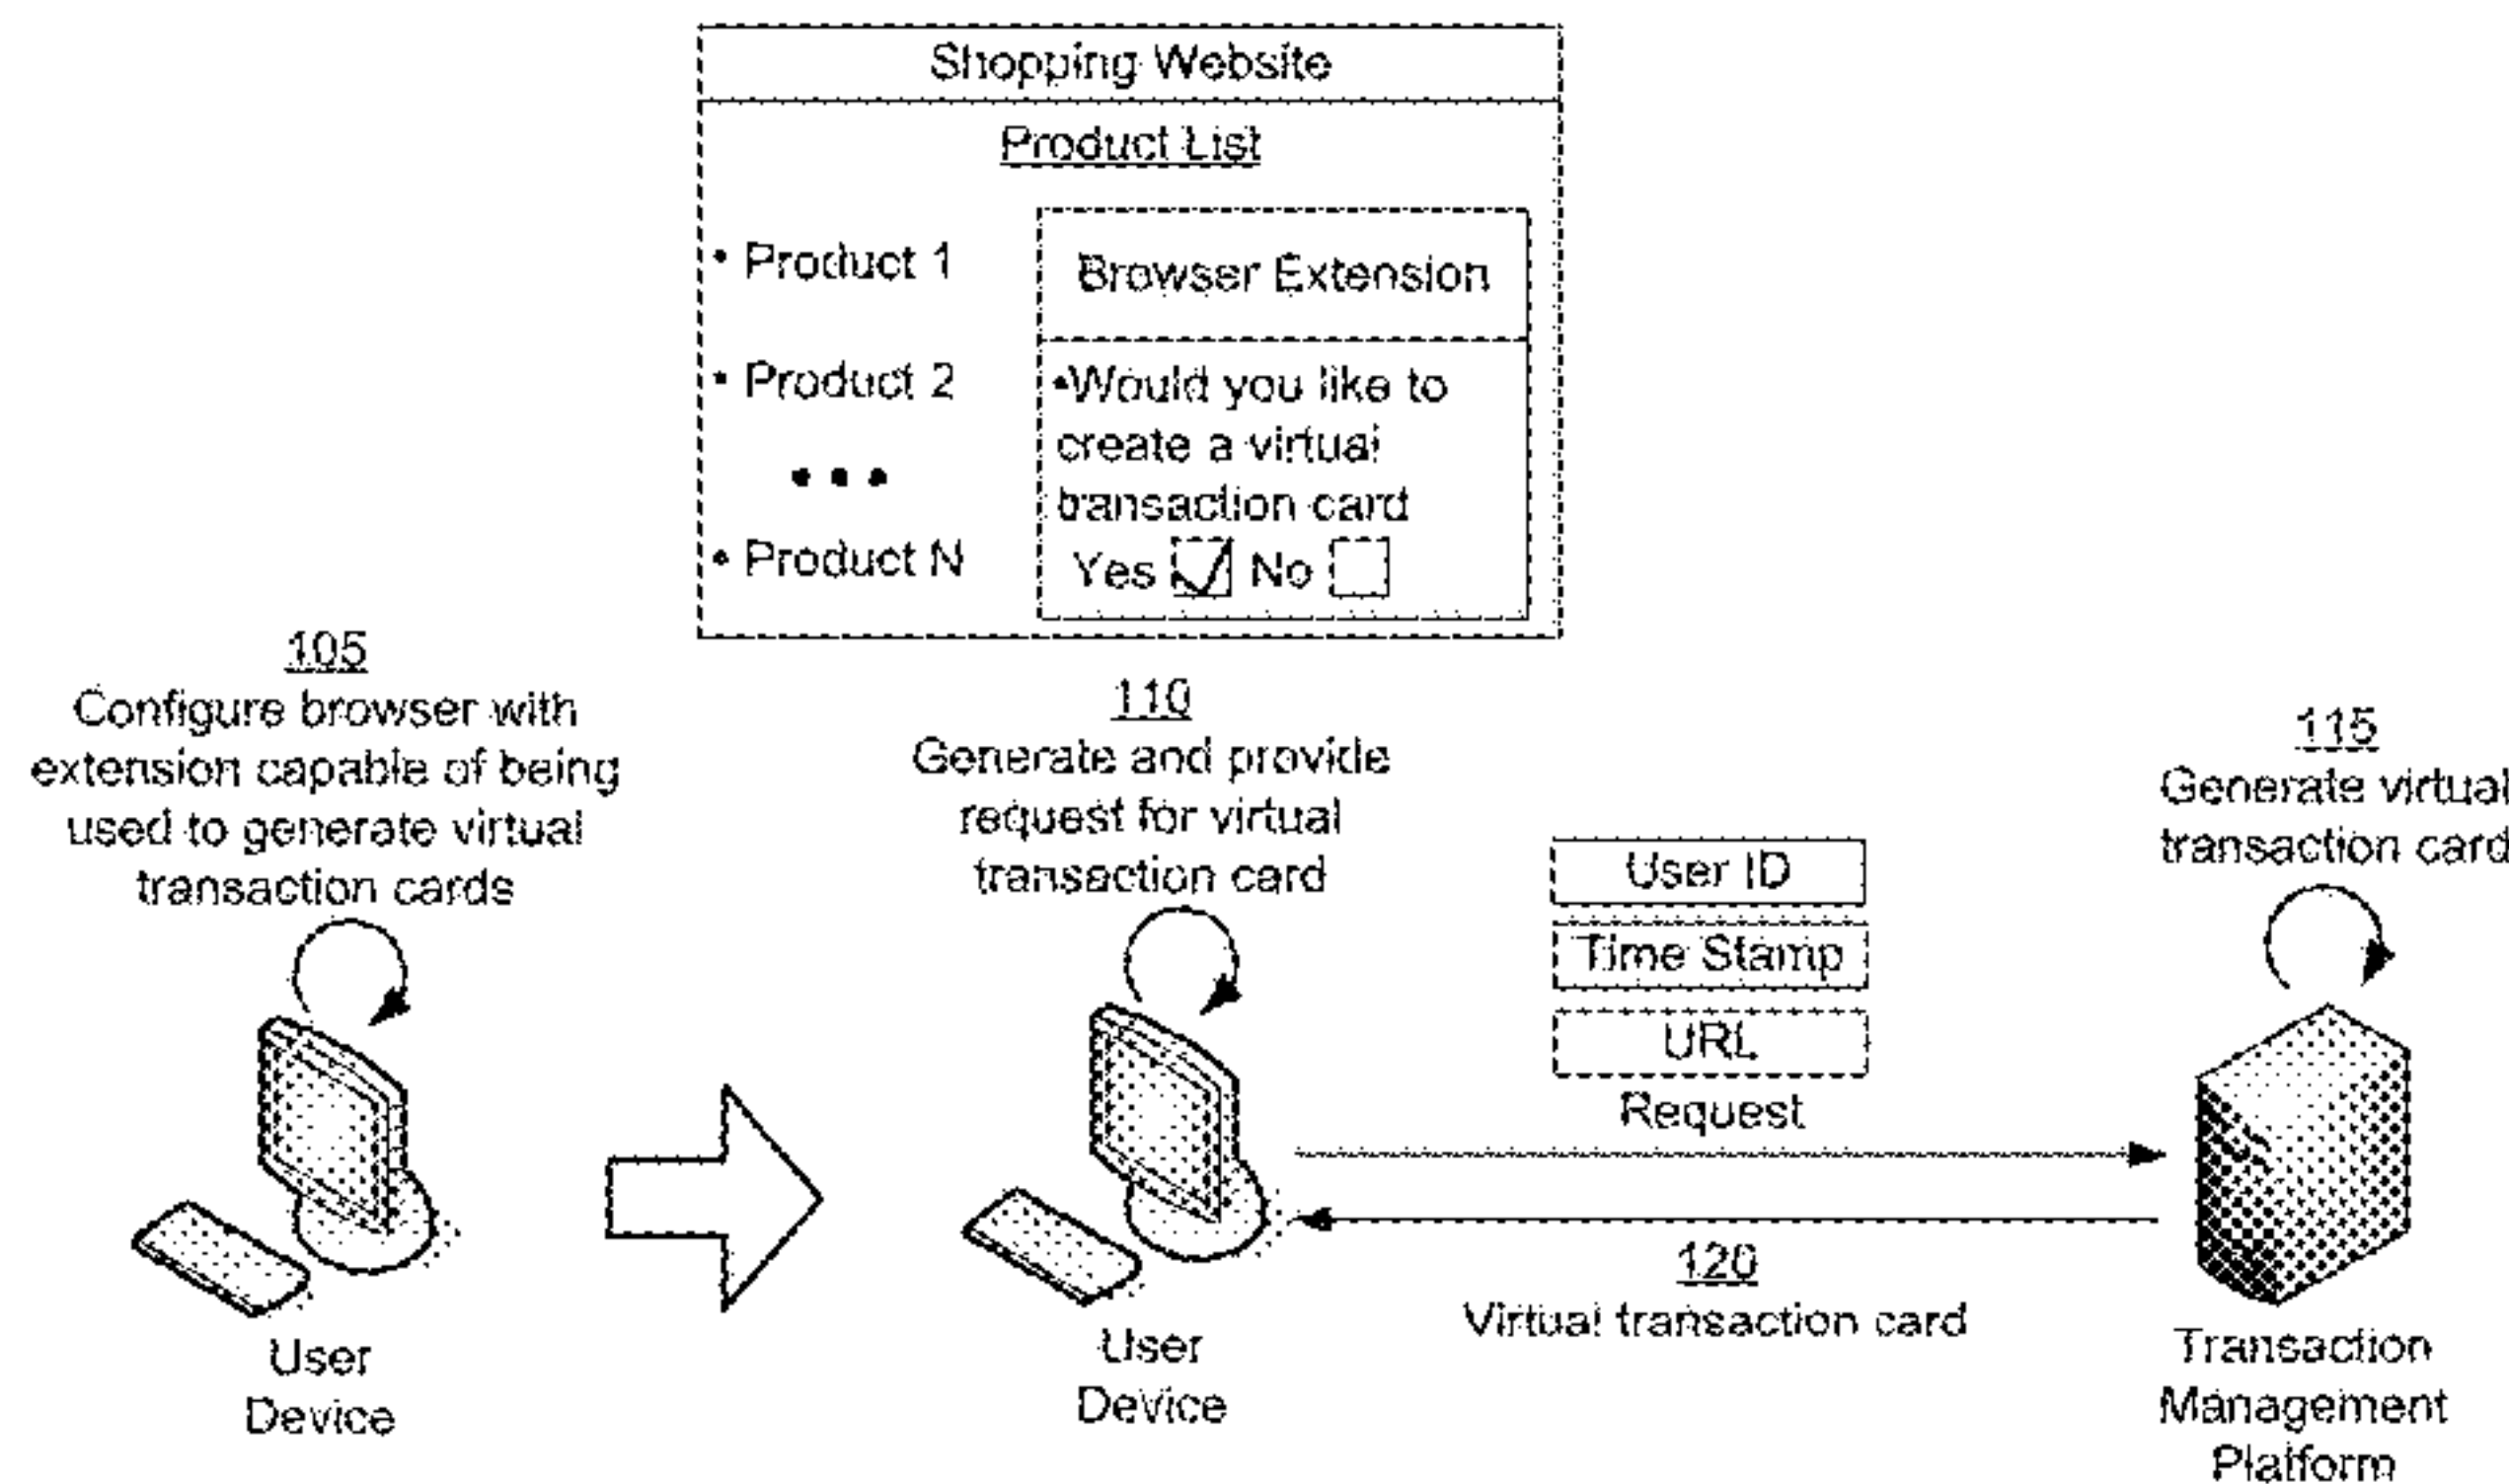 Shopping Website
Product List
• Product 1
• Product 2
• • •
• Product N
Browser Extension
•Would you like to
create a virtual
transaction card
Yes No
105
Configure browser with
extension capable of being
used to generate virtual
transaction cards
User
Device
110
Generate and provide
request for virtual
transaction card
User
Device
User ID
Time Stamp
URL
Request
120
Virtual transaction card
115
Generate virtual
transaction card
Transaction
Management
Platform